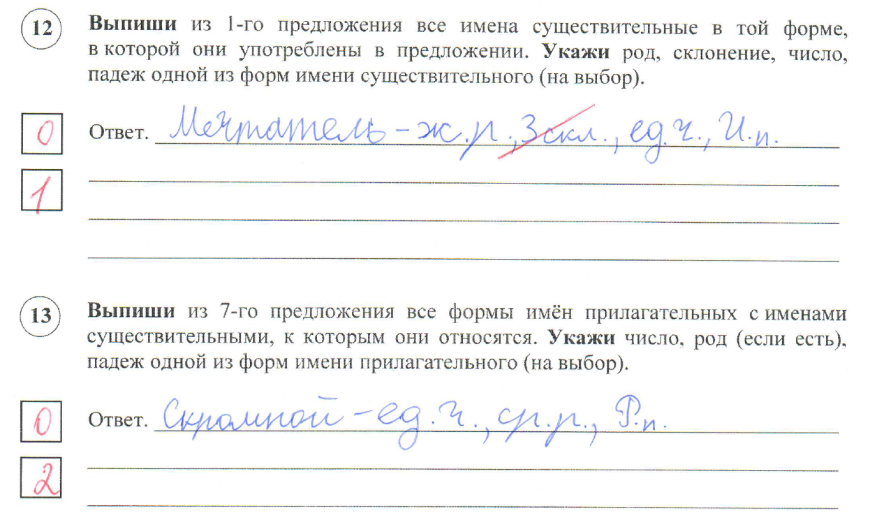 12 Выпиши из 1-го предложения все имена существительные в той форме,
в которой они употреблены в предложении. Укажи род, склонение, число,
падеж одной из форм имени существительного (на выбор).
0 Ответ. Мечтатель – ж.р., 3 скл., ед.ч., И.п.
1
13 Выпиши из 7-го предложения все формы имён прилагательных с именами
существительными, к которым они относятся. Укажи число, род (если есть),
падеж одной из форм имени прилагательного (на выбор).
0 Ответ. Скромной – ед.ч., ср.р., Р.п.
2